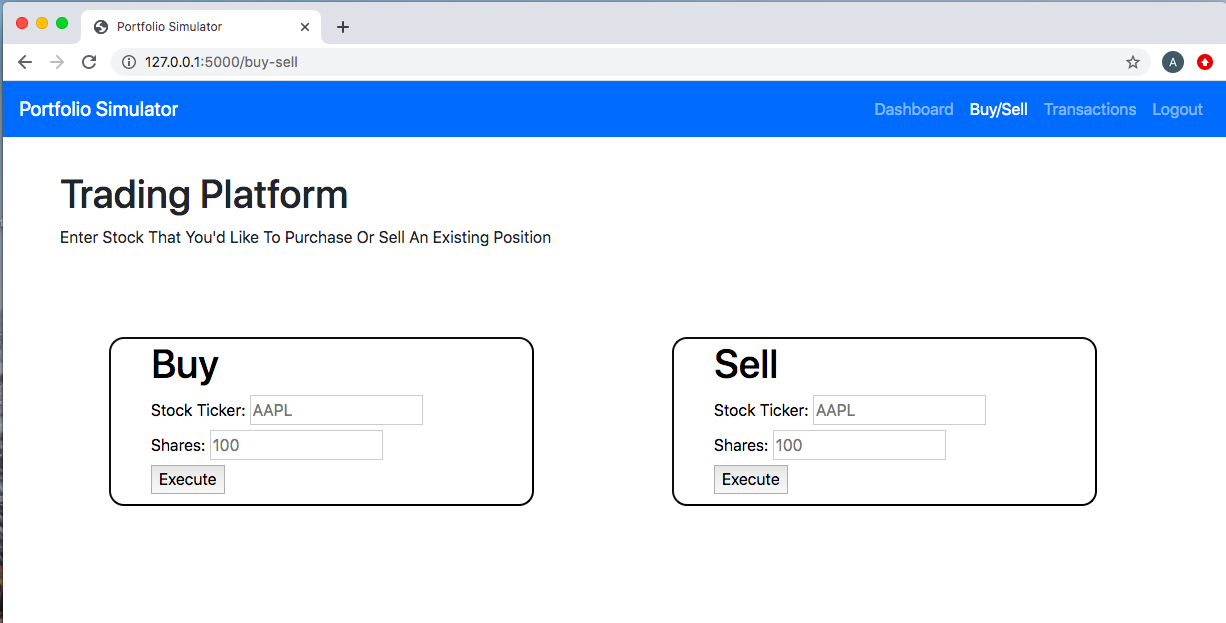 Portfolio Simulator
127.0.0.1:5000/buy-sell
A
Portfolio Simulator Dashboard Buy/Sell Transactions Logout
Trading Platform
Enter Stock That You'd Like To Purchase Or Sell An Existing Position
Buy
Stock Ticker: AAPL
Shares: 100
Execute
Sell
Stock Ticker: AAPL
Shares: 100
Execute